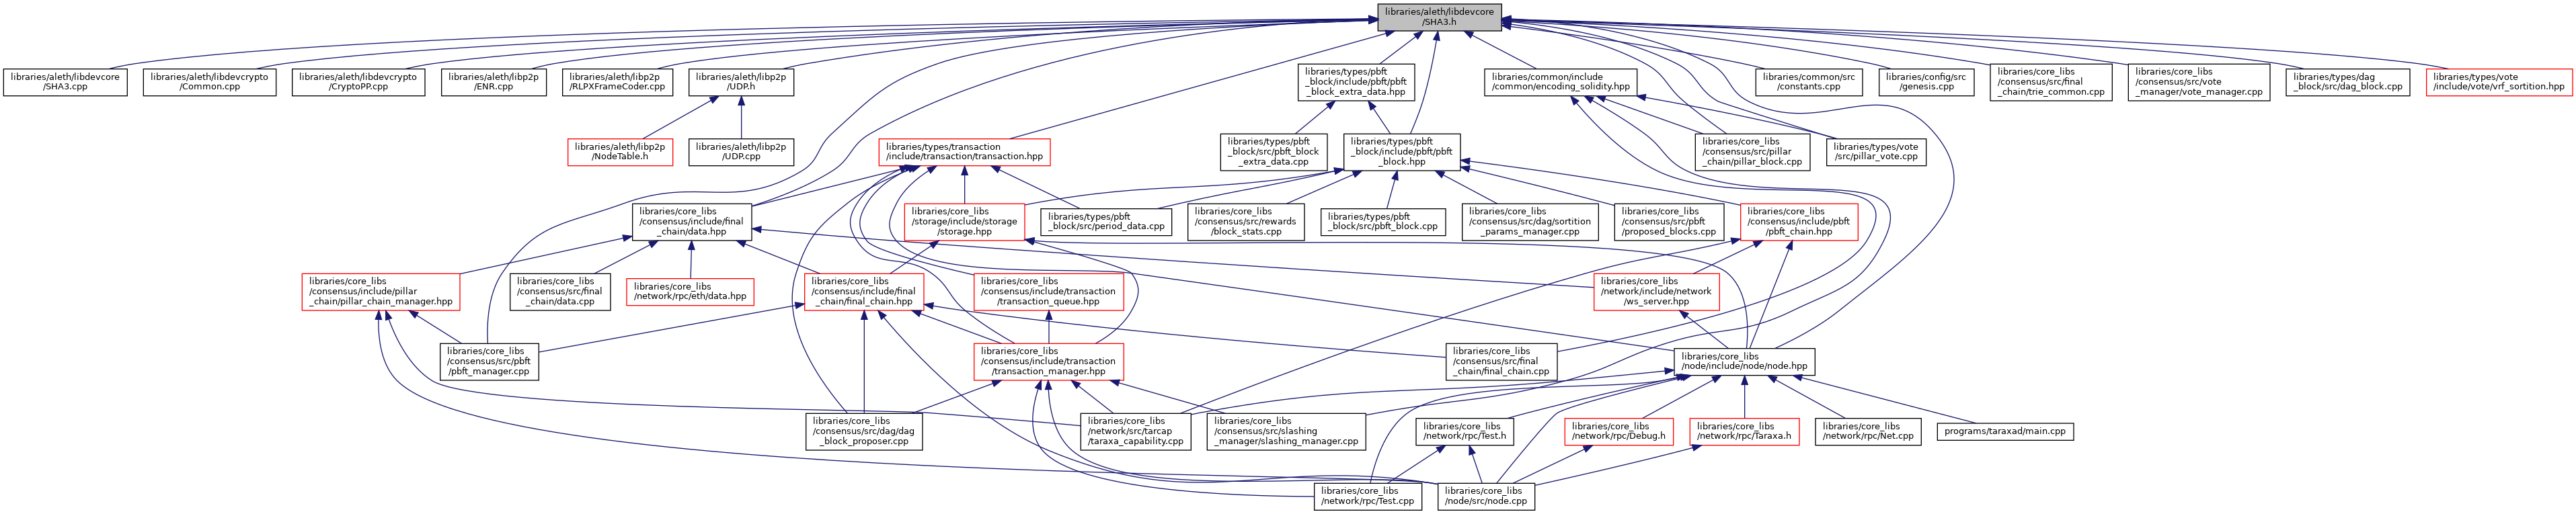 libraries/aleth/libdevcore
/SHA3.h
libraries/aleth/libdevcore
/SHA3.cpp
libraries/aleth/libdevcrypto
/Common.cpp
libraries/aleth/libdevcrypto
/CryptoPP.cpp
libraries/aleth/libp2p
/ENR.cpp
libraries/aleth/libp2p
/RLPXFrameCoder.cpp
libraries/aleth/libp2p
/UDP.h
libraries/types/pbft
_block/include/pbft/pbft
_block_extra_data.hpp
libraries/common/include
/common/encoding_solidity.hpp
libraries/common/src
/constants.cpp
libraries/config/src
/genesis.cpp
libraries/core_libs
/consensus/src/final
_chain/trie_common.cpp
libraries/core_libs
/consensus/src/vote
_manager/vote_manager.cpp
libraries/types/dag
_block/src/dag_block.cpp
libraries/types/vote
/include/vote/vrf_sortition.hpp
libraries/aleth/libp2p
/NodeTable.h
libraries/aleth/libp2p
/UDP.cpp
libraries/types/transaction
/include/transaction/transaction.hpp
libraries/types/pbft
_block/src/pbft_block
_extra_data.cpp
libraries/types/pbft
_block/include/pbft/pbft
_block.hpp
libraries/core_libs
/consensus/src/pillar
_chain/pillar_block.cpp
libraries/types/vote
/src/pillar_vote.cpp
libraries/core_libs
/consensus/include/final
_chain/data.hpp
libraries/core_libs
/storage/include/storage
/storage.hpp
libraries/types/pbft
_block/src/period_data.cpp
libraries/core_libs
/consensus/src/rewards
/block_stats.cpp
libraries/types/pbft
_block/src/pbft_block.cpp
libraries/core_libs
/consensus/src/dag/sortition
_params_manager.cpp
libraries/core_libs
/consensus/src/pbft
/proposed_blocks.cpp
libraries/core_libs
/consensus/include/pbft
/pbft_chain.hpp
libraries/core_libs
/consensus/include/pillar
_chain/pillar_chain_manager.hpp
libraries/core_libs
/consensus/src/final
_chain/data.cpp
libraries/core_libs
/network/rpc/eth/data.hpp
libraries/core_libs
/consensus/include/final
_chain/final_chain.hpp
libraries/core_libs
/consensus/include/transaction
/transaction_queue.hpp
libraries/core_libs
/network/include/network
/ws_server.hpp
libraries/core_libs
/consensus/src/pbft
/pbft_manager.cpp
libraries/core_libs
/consensus/include/transaction
/transaction_manager.hpp
libraries/core_libs
/consensus/src/final
_chain/final_chain.cpp
libraries/core_libs
/node/include/node/node.hpp
libraries/core_libs
/consensus/src/dag/dag
_block_proposer.cpp
libraries/core_libs
/network/src/tarcap
/taraxa_capability.cpp
libraries/core_libs
/consensus/src/slashing
_manager/slashing_manager.cpp
libraries/core_libs
/network/rpc/Test.h
libraries/core_libs
/network/rpc/Debug.h
libraries/core_libs
/network/rpc/Taraxa.h
libraries/core_libs
/network/rpc/Net.cpp
programs/taraxad/main.cpp
libraries/core_libs
/network/rpc/Test.cpp
libraries/core_libs
/node/src/node.cpp